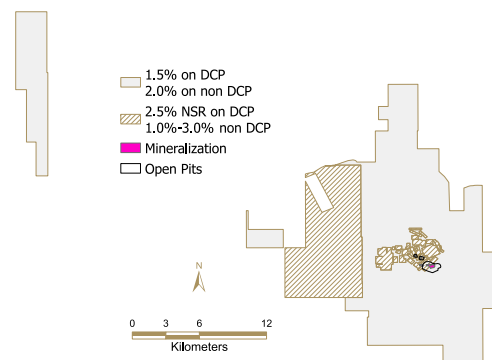 1.5% on DCP
2.0% on non DCP
2.5% NSR on DCP
1.0%-3.0% non DCP
Mineralization
Open Pits
N
0 3 6 12
Kilometers